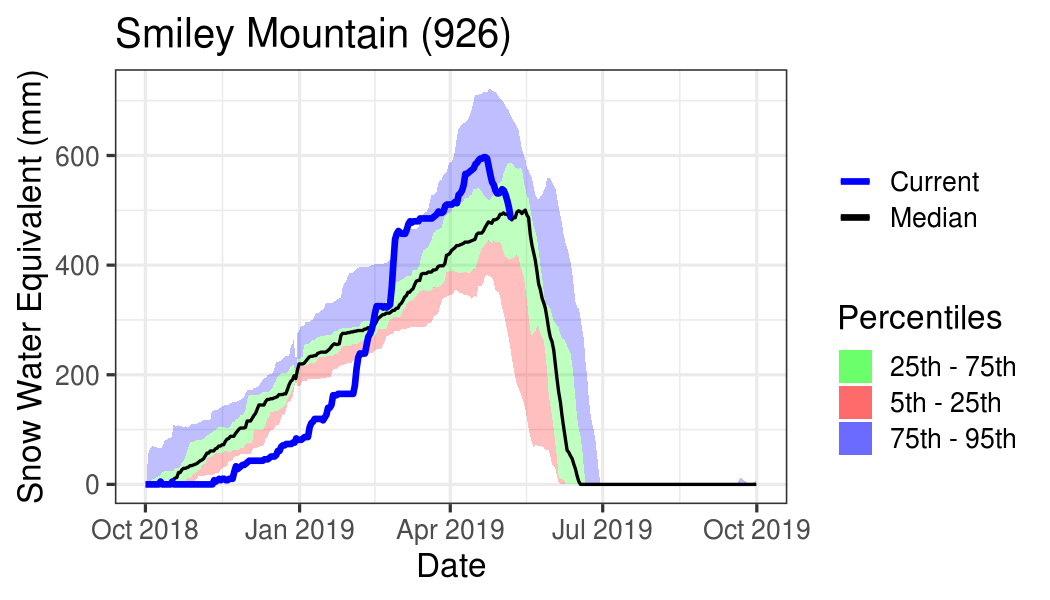 Smiley Mountain (926)
Snow Water Equivalent (mm)
600
400
200
0
Oct 2018
Jan 2019
Apr 2019
Jul 2019
Oct 2019
Date
Current
Median
Percentiles
25th - 75th
5th - 25th
75th - 95th